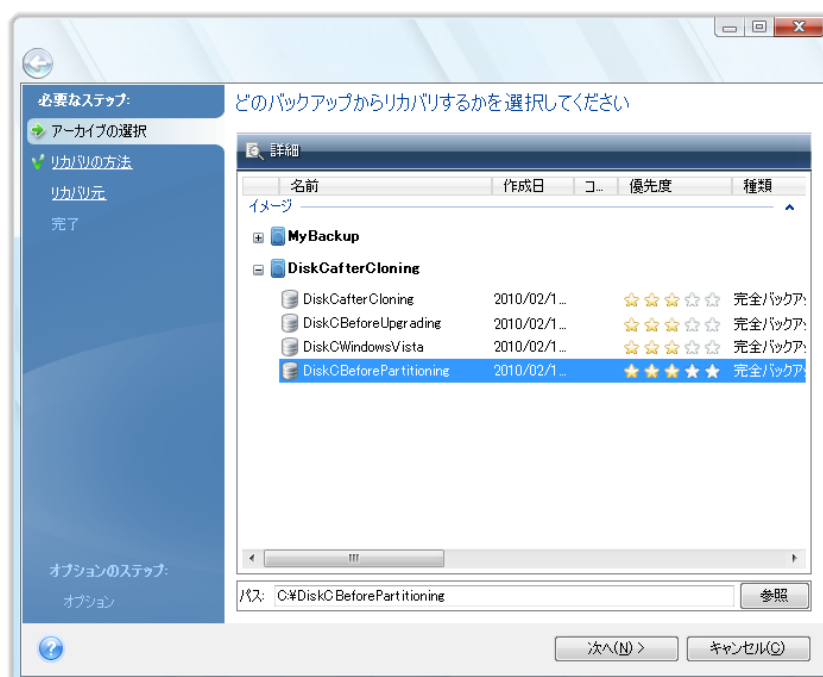 必要なステップ:
アーカイブの選択
リカバリの方法
リカバリ元
完了
オプションのステップ:
オプション
どのバックアップからリカバリするかを選択してください
詳細
名前 作成日 コ... 優先度 種類
イメージ
MyBackup
DiskCafterCloning
DiskCafterCloning 2010/02/1... 完全バックア
DiskCBeforeUpgrading 2010/02/1... 完全バックア
DiskCWindowsVista 2010/02/1... 完全バックア
DiskCBeforePartitioning 2010/02/1... 完全バックア
パス: C:¥DiskCBeforePartitioning 参照
次へ(N) > キャンセル(C)